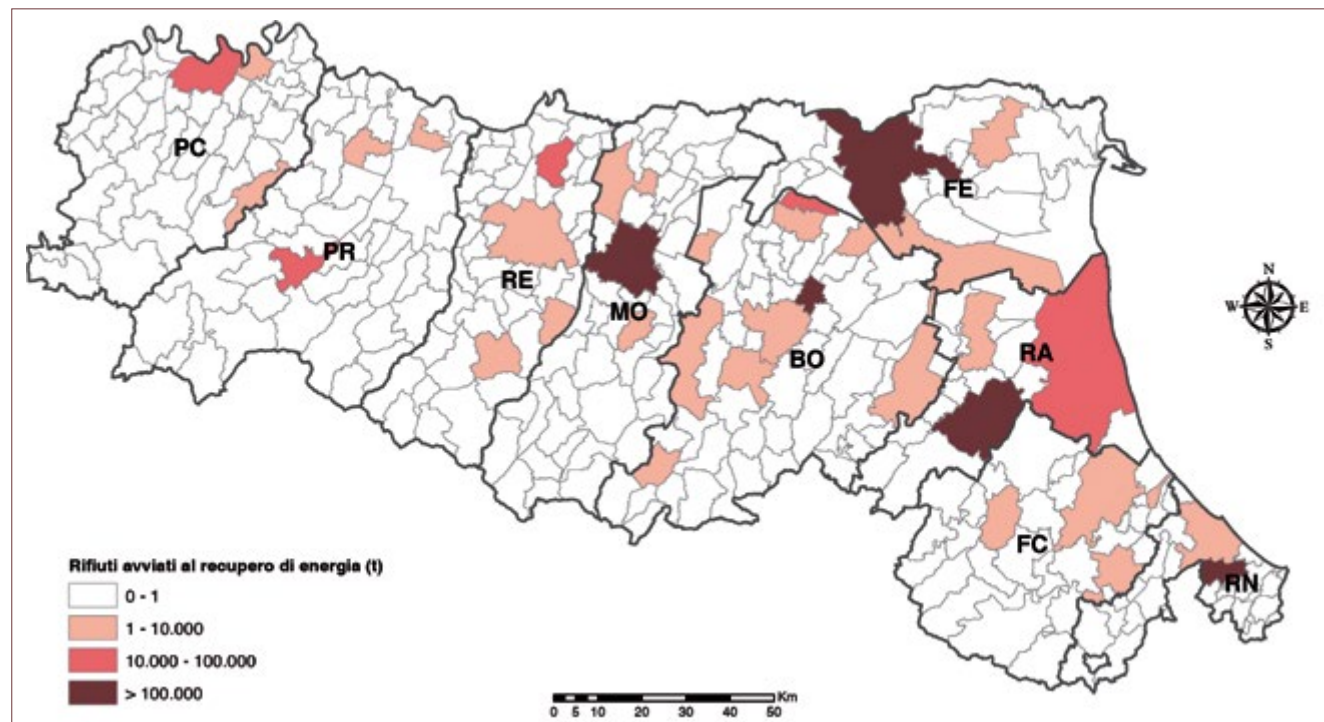 PC
PR
RE
MO
BO
FE
RA
FC
RN
N
W E
S
Rifiuti avviati al recupero di energia (t)
0 - 1
1 - 10.000
10.000 - 100.000
> 100.000
Km
0 5 10 20 30 40 50